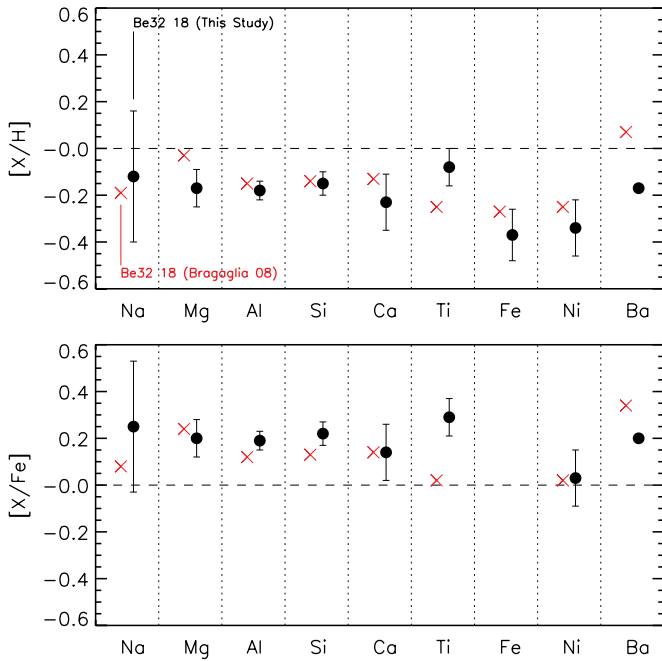 0.6
Be32 18 (This Study)
0.4
0.2
[X/H]
-0.0
-0.2
-0.4
Be32 18 (Bragaglia 08)
-0.6
Na Mg Al Si Ca Ti Fe Ni Ba
0.6
0.4
0.2
[X/Fe]
-0.0
-0.2
-0.4
-0.6
Na Mg Al Si Ca Ti Fe Ni Ba